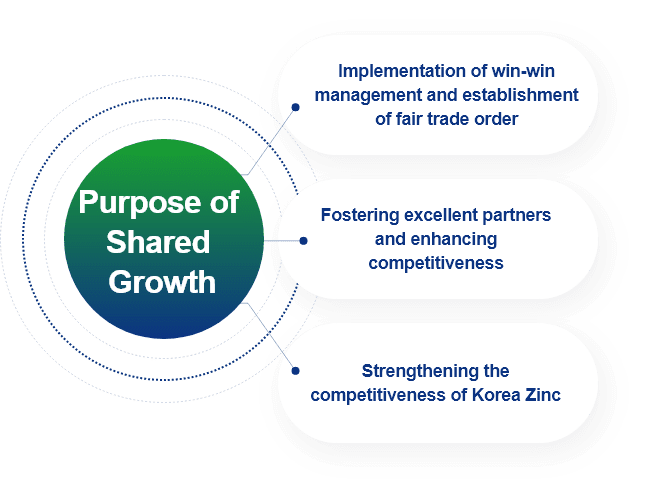 Implementation of win-win
management and establishment
of fair trade order
Purpose of
Shared
Growth
Fostering excellent partners
and enhancing
competitiveness
Strengthening the
competitiveness of Korea Zinc